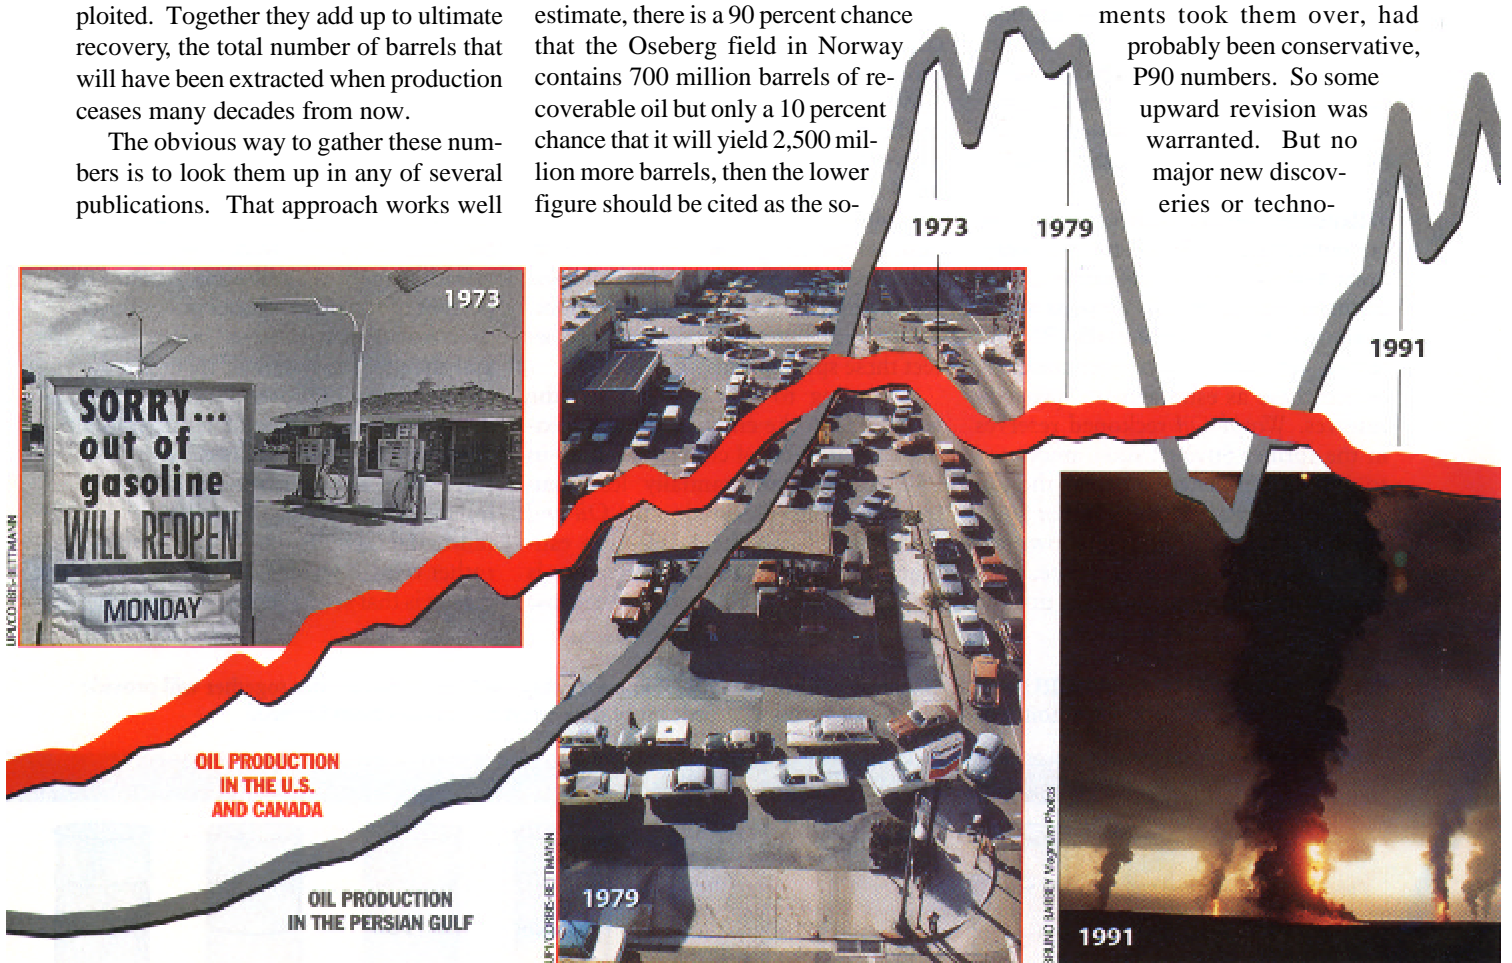 ploited. Together they add up to ultimate
recovery, the total number of barrels that
will have been extracted when production
ceases many decades from now.
The obvious way to gather these num-
bers is to look them up in any of several
publications. That approach works well
estimate, there is a 90 percent chance
that the Oseberg field in Norway
contains 700 million barrels of re-
coverable oil but only a 10 percent
chance that it will yield 2,500 mil-
lion more barrels, then the lower
figure should be cited as the so-
ments took them over, had
probably been conservative,
P90 numbers. So some
upward revision was
warranted. But no
major new discov-
eries or techno-
1973
1979
1991
1973
SORRY...
out of
gasoline
WILL REOPEN
MONDAY
UPI/CORBIS-BETTMANN
OIL PRODUCTION
IN THE U.S.
AND CANADA
OIL PRODUCTION
IN THE PERSIAN GULF
1979
UPI/CORBIS-BETTMANN
1991
BRUNO BARBEY Magnum Photos